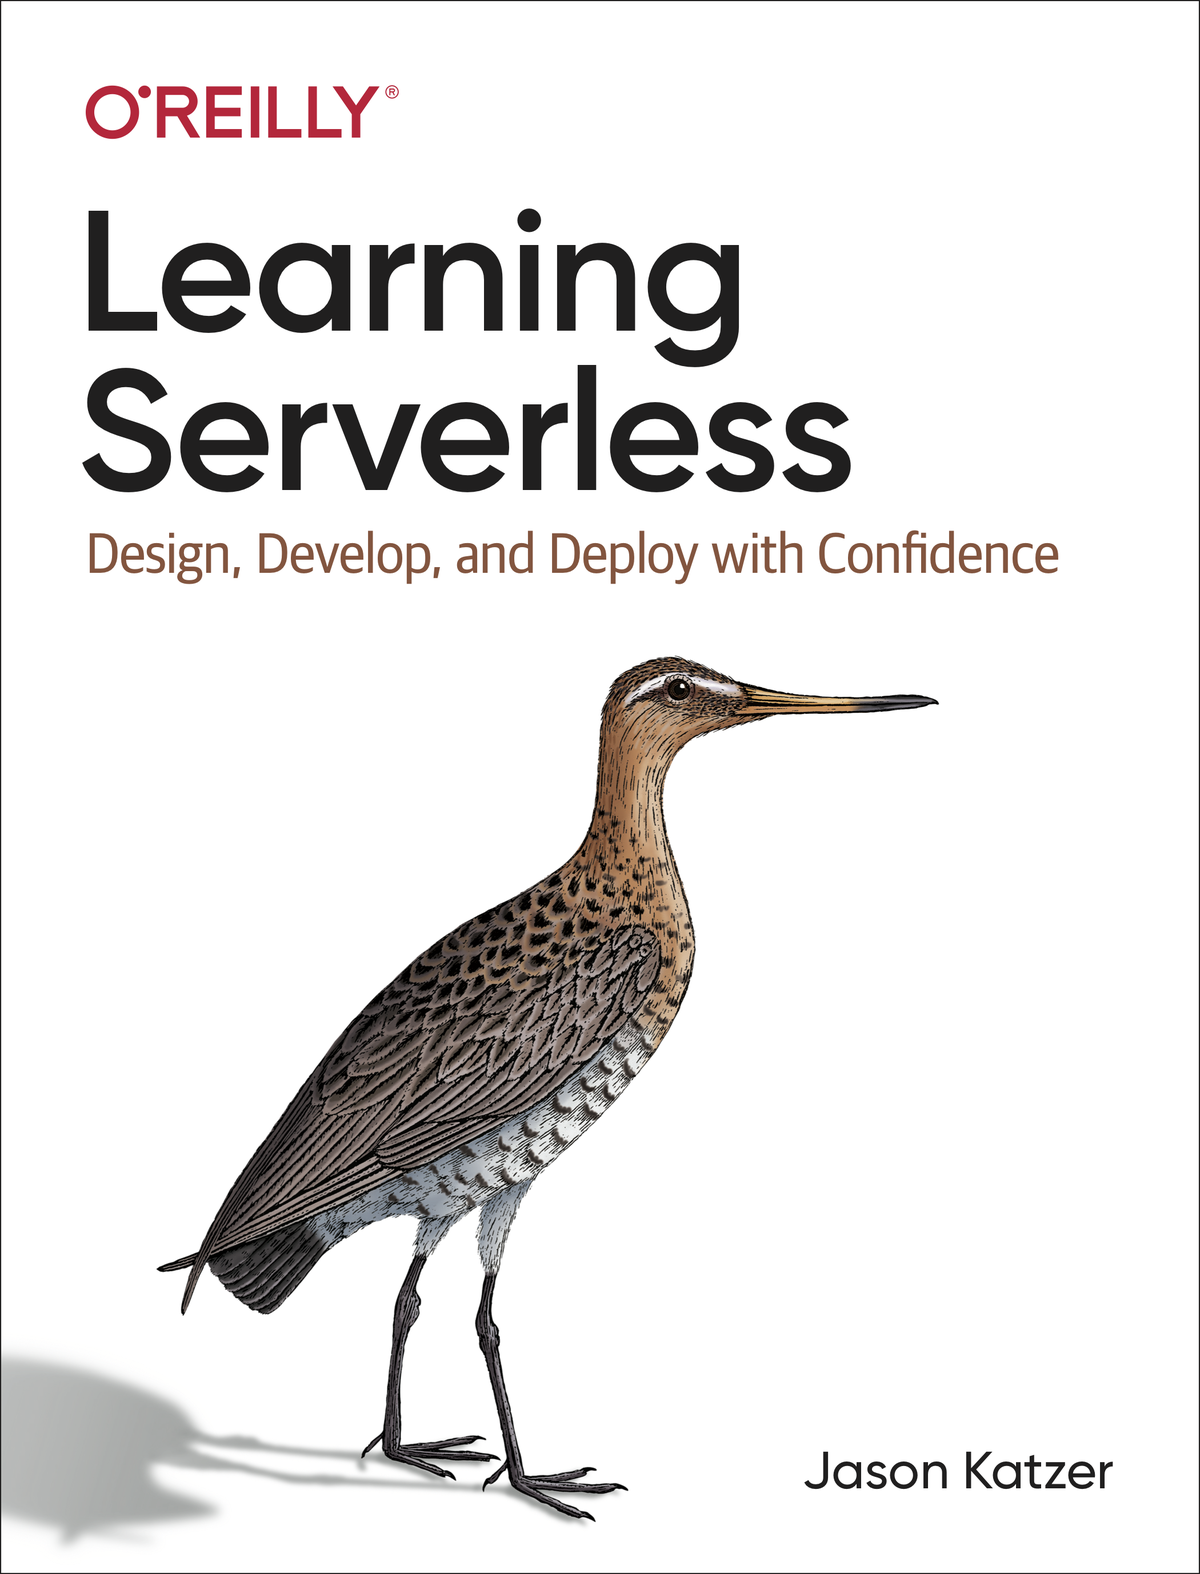 O'REILLY®
Learning
Serverless
Design, Develop, and Deploy with Confidence
Jason Katzer